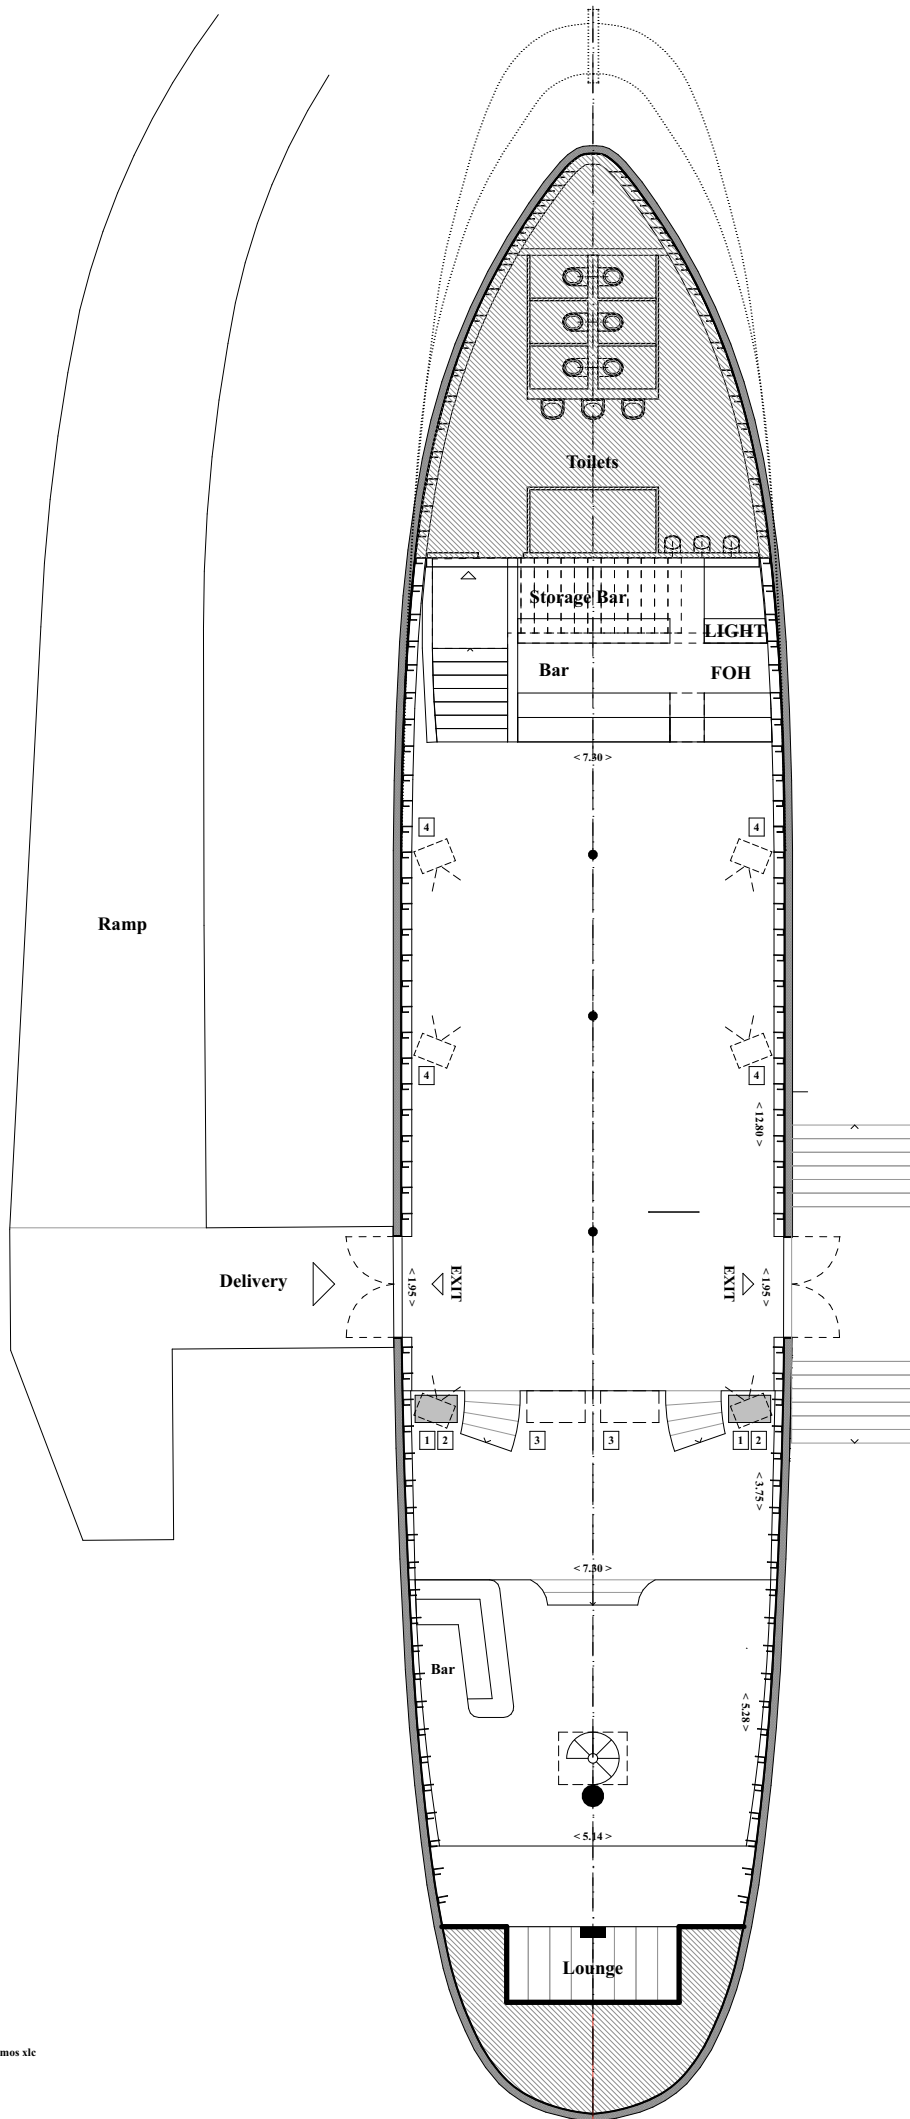 Toilets
Storage Bar
LIGHT
Bar
FOH
< 7.30 >
4
4
Ramp
4
4
< 12.80 >
Delivery
< 1.95 >
EXIT
EXIT
< 1.95 >
1 2
3
3
1 2
< 3.75 >
< 7.30 >
Bar
< 5.28 >
< 5.14 >
Lounge
mos xlc